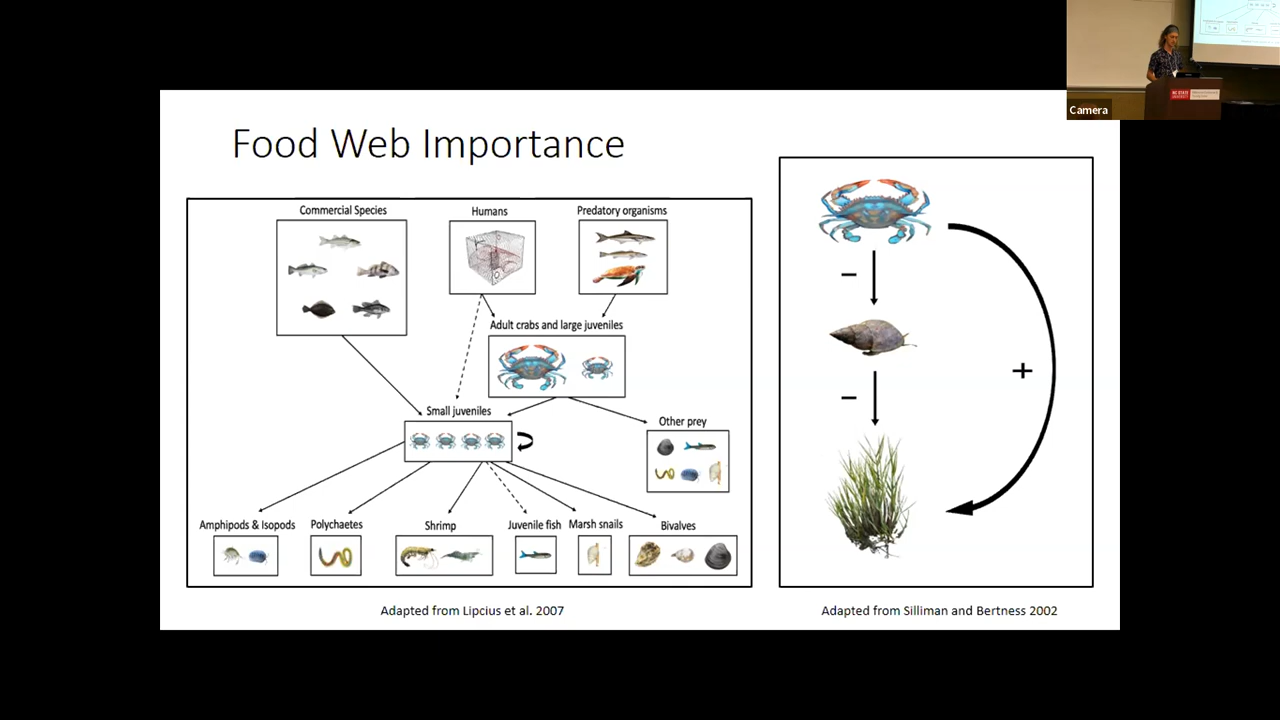 Food Web Importance
Commercial Species
Humans
Predatory organisms
Adult crabs and large juveniles
Small juveniles
Other prey
Amphipods & Isopods
Polychaetes
Shrimp
Juvenile fish
Marsh snails
Bivalves
Adapted from Lipcius et al. 2007
−
−
+
Adapted from Silliman and Bertness 2002
Camera
NC STATE